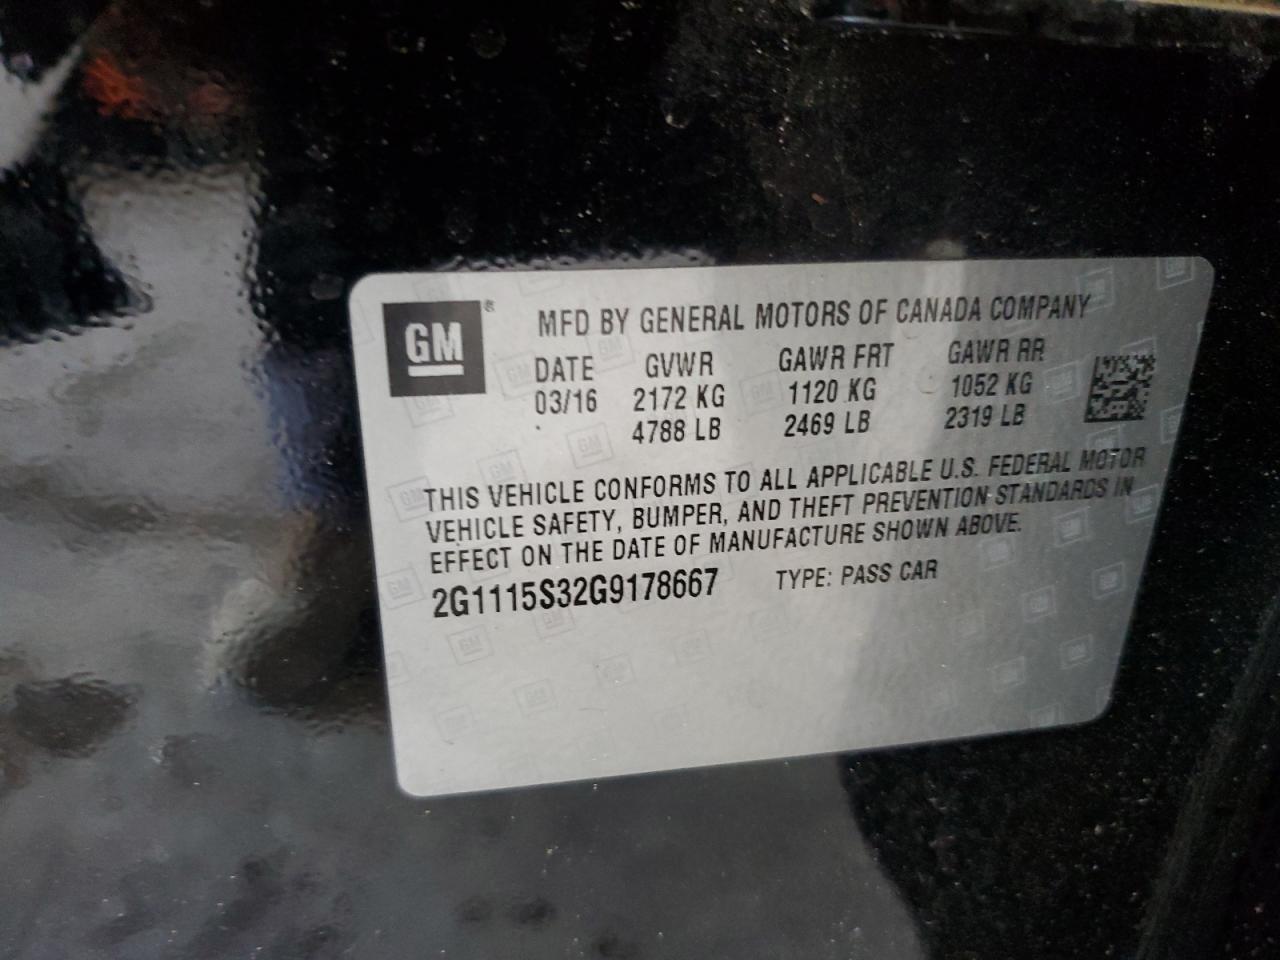 GM®
MFD BY GENERAL MOTORS OF CANADA COMPANY
DATE GVWR GAWR FRT GAWR RR
03/16 2172 KG 1120 KG 1052 KG
4788 LB 2469 LB 2319 LB
THIS VEHICLE CONFORMS TO ALL APPLICABLE U.S. FEDERAL MOTOR
VEHICLE SAFETY, BUMPER, AND THEFT PREVENTION STANDARDS IN
EFFECT ON THE DATE OF MANUFACTURE SHOWN ABOVE.
2G1115S32G9178667 TYPE: PASS CAR